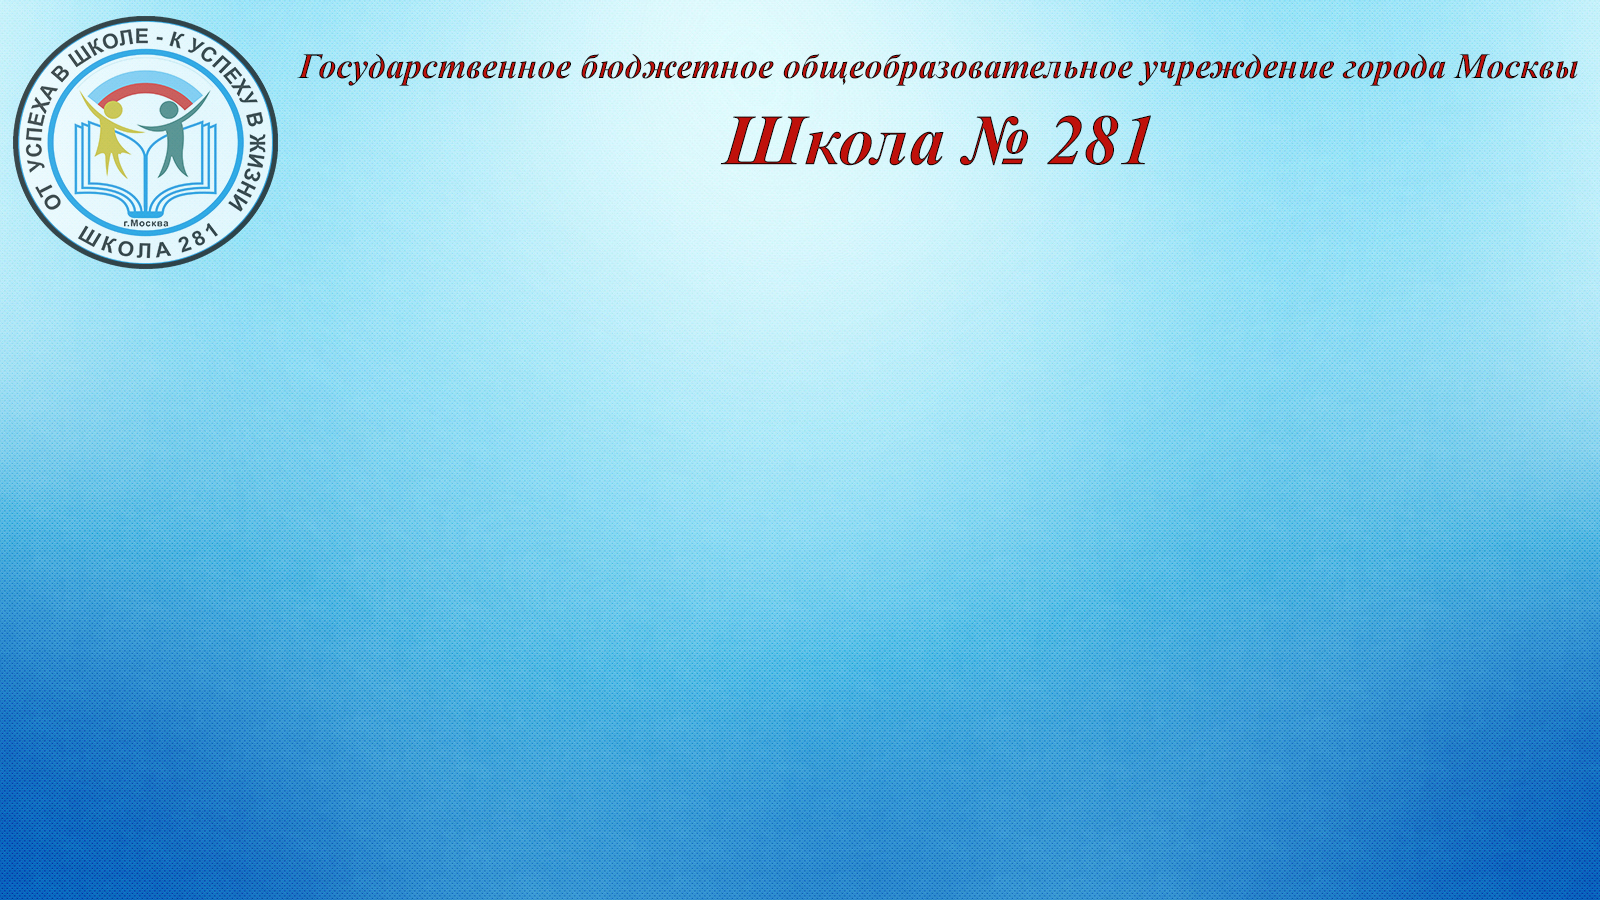 ОТ УСПЕХА В ШКОЛЕ - К УСПЕХУ В ЖИЗНИ
г.Москва
ШКОЛА 281
Государственное бюджетное общеобразовательное учреждение города Москвы
Школа № 281